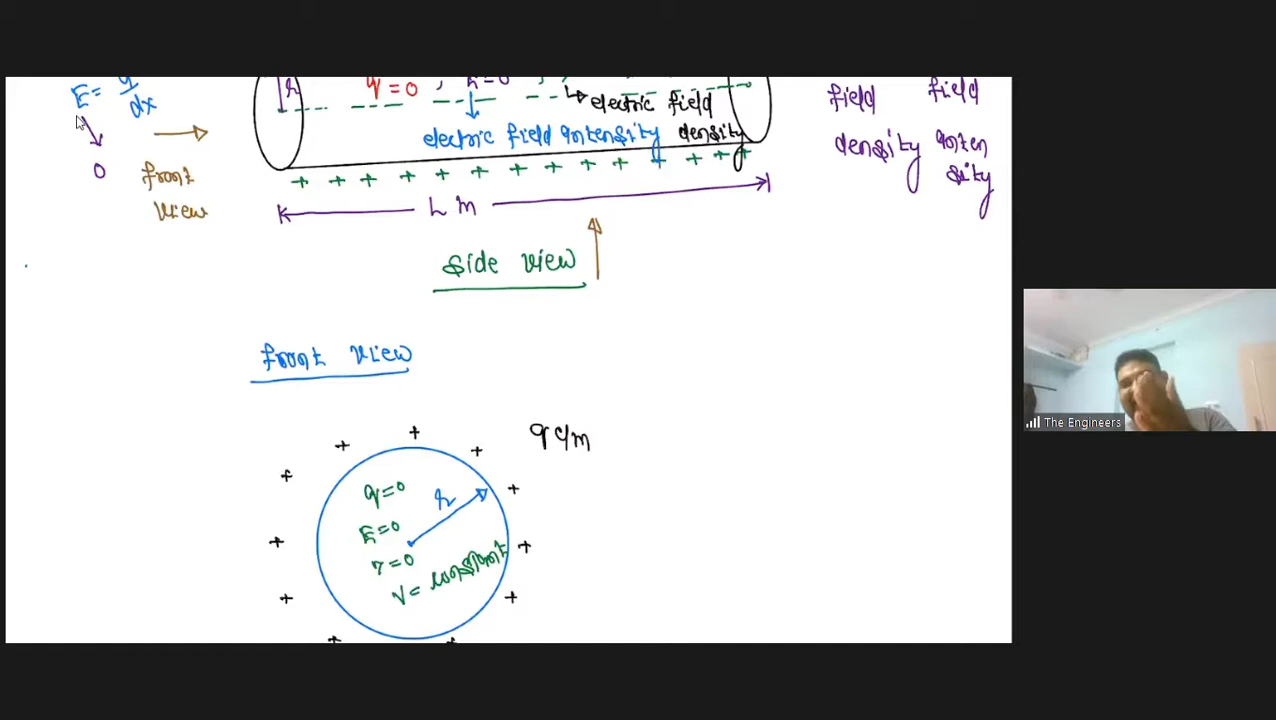 E = q/dx
0
front
view
r
q = 0
electric field
electric field intensity density
+ + + + + + + + + + + + +
L m
side view
field field
density inten
sity
front view
q c/m
q=0
r
E=0
V= constant
The Engineers